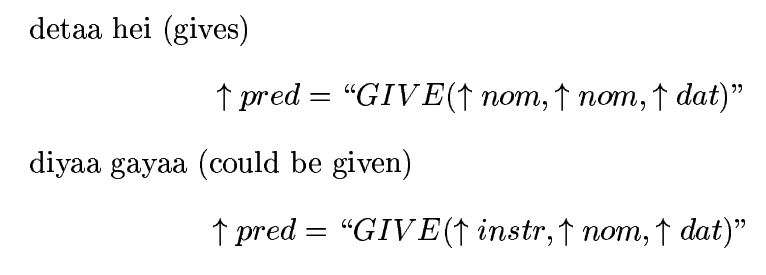 detaa hei (gives)
↑ pred = “GIVE(↑ nom, ↑ nom, ↑ dat)”
diyaa gayaa (could be given)
↑ pred = “GIVE(↑ instr, ↑ nom, ↑ dat)”